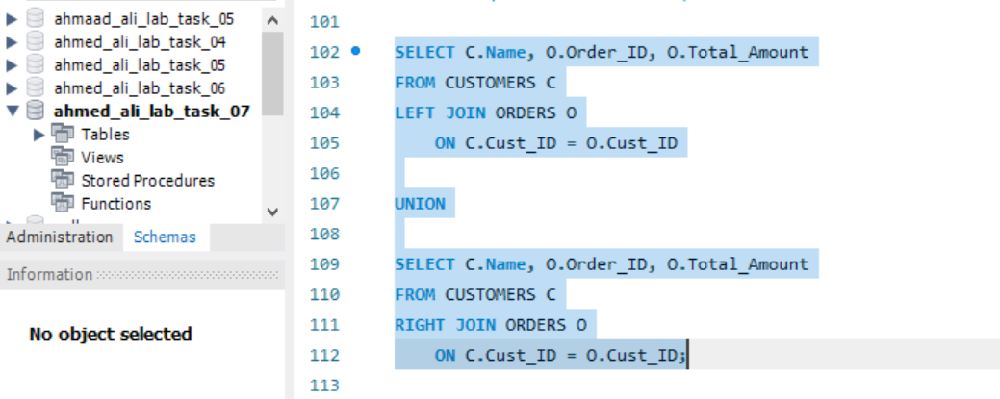 ahmaad_ali_lab_task_05
ahmed_ali_lab_task_04
ahmed_ali_lab_task_05
ahmed_ali_lab_task_06
ahmed_ali_lab_task_07
Tables
Views
Stored Procedures
Functions
Administration Schemas
Information
No object selected
101
102 SELECT C.Name, O.Order_ID, O.Total_Amount
103 FROM CUSTOMERS C
104 LEFT JOIN ORDERS O
105 ON C.Cust_ID = O.Cust_ID
106
107 UNION
108
109 SELECT C.Name, O.Order_ID, O.Total_Amount
110 FROM CUSTOMERS C
111 RIGHT JOIN ORDERS O
112 ON C.Cust_ID = O.Cust_ID;
113